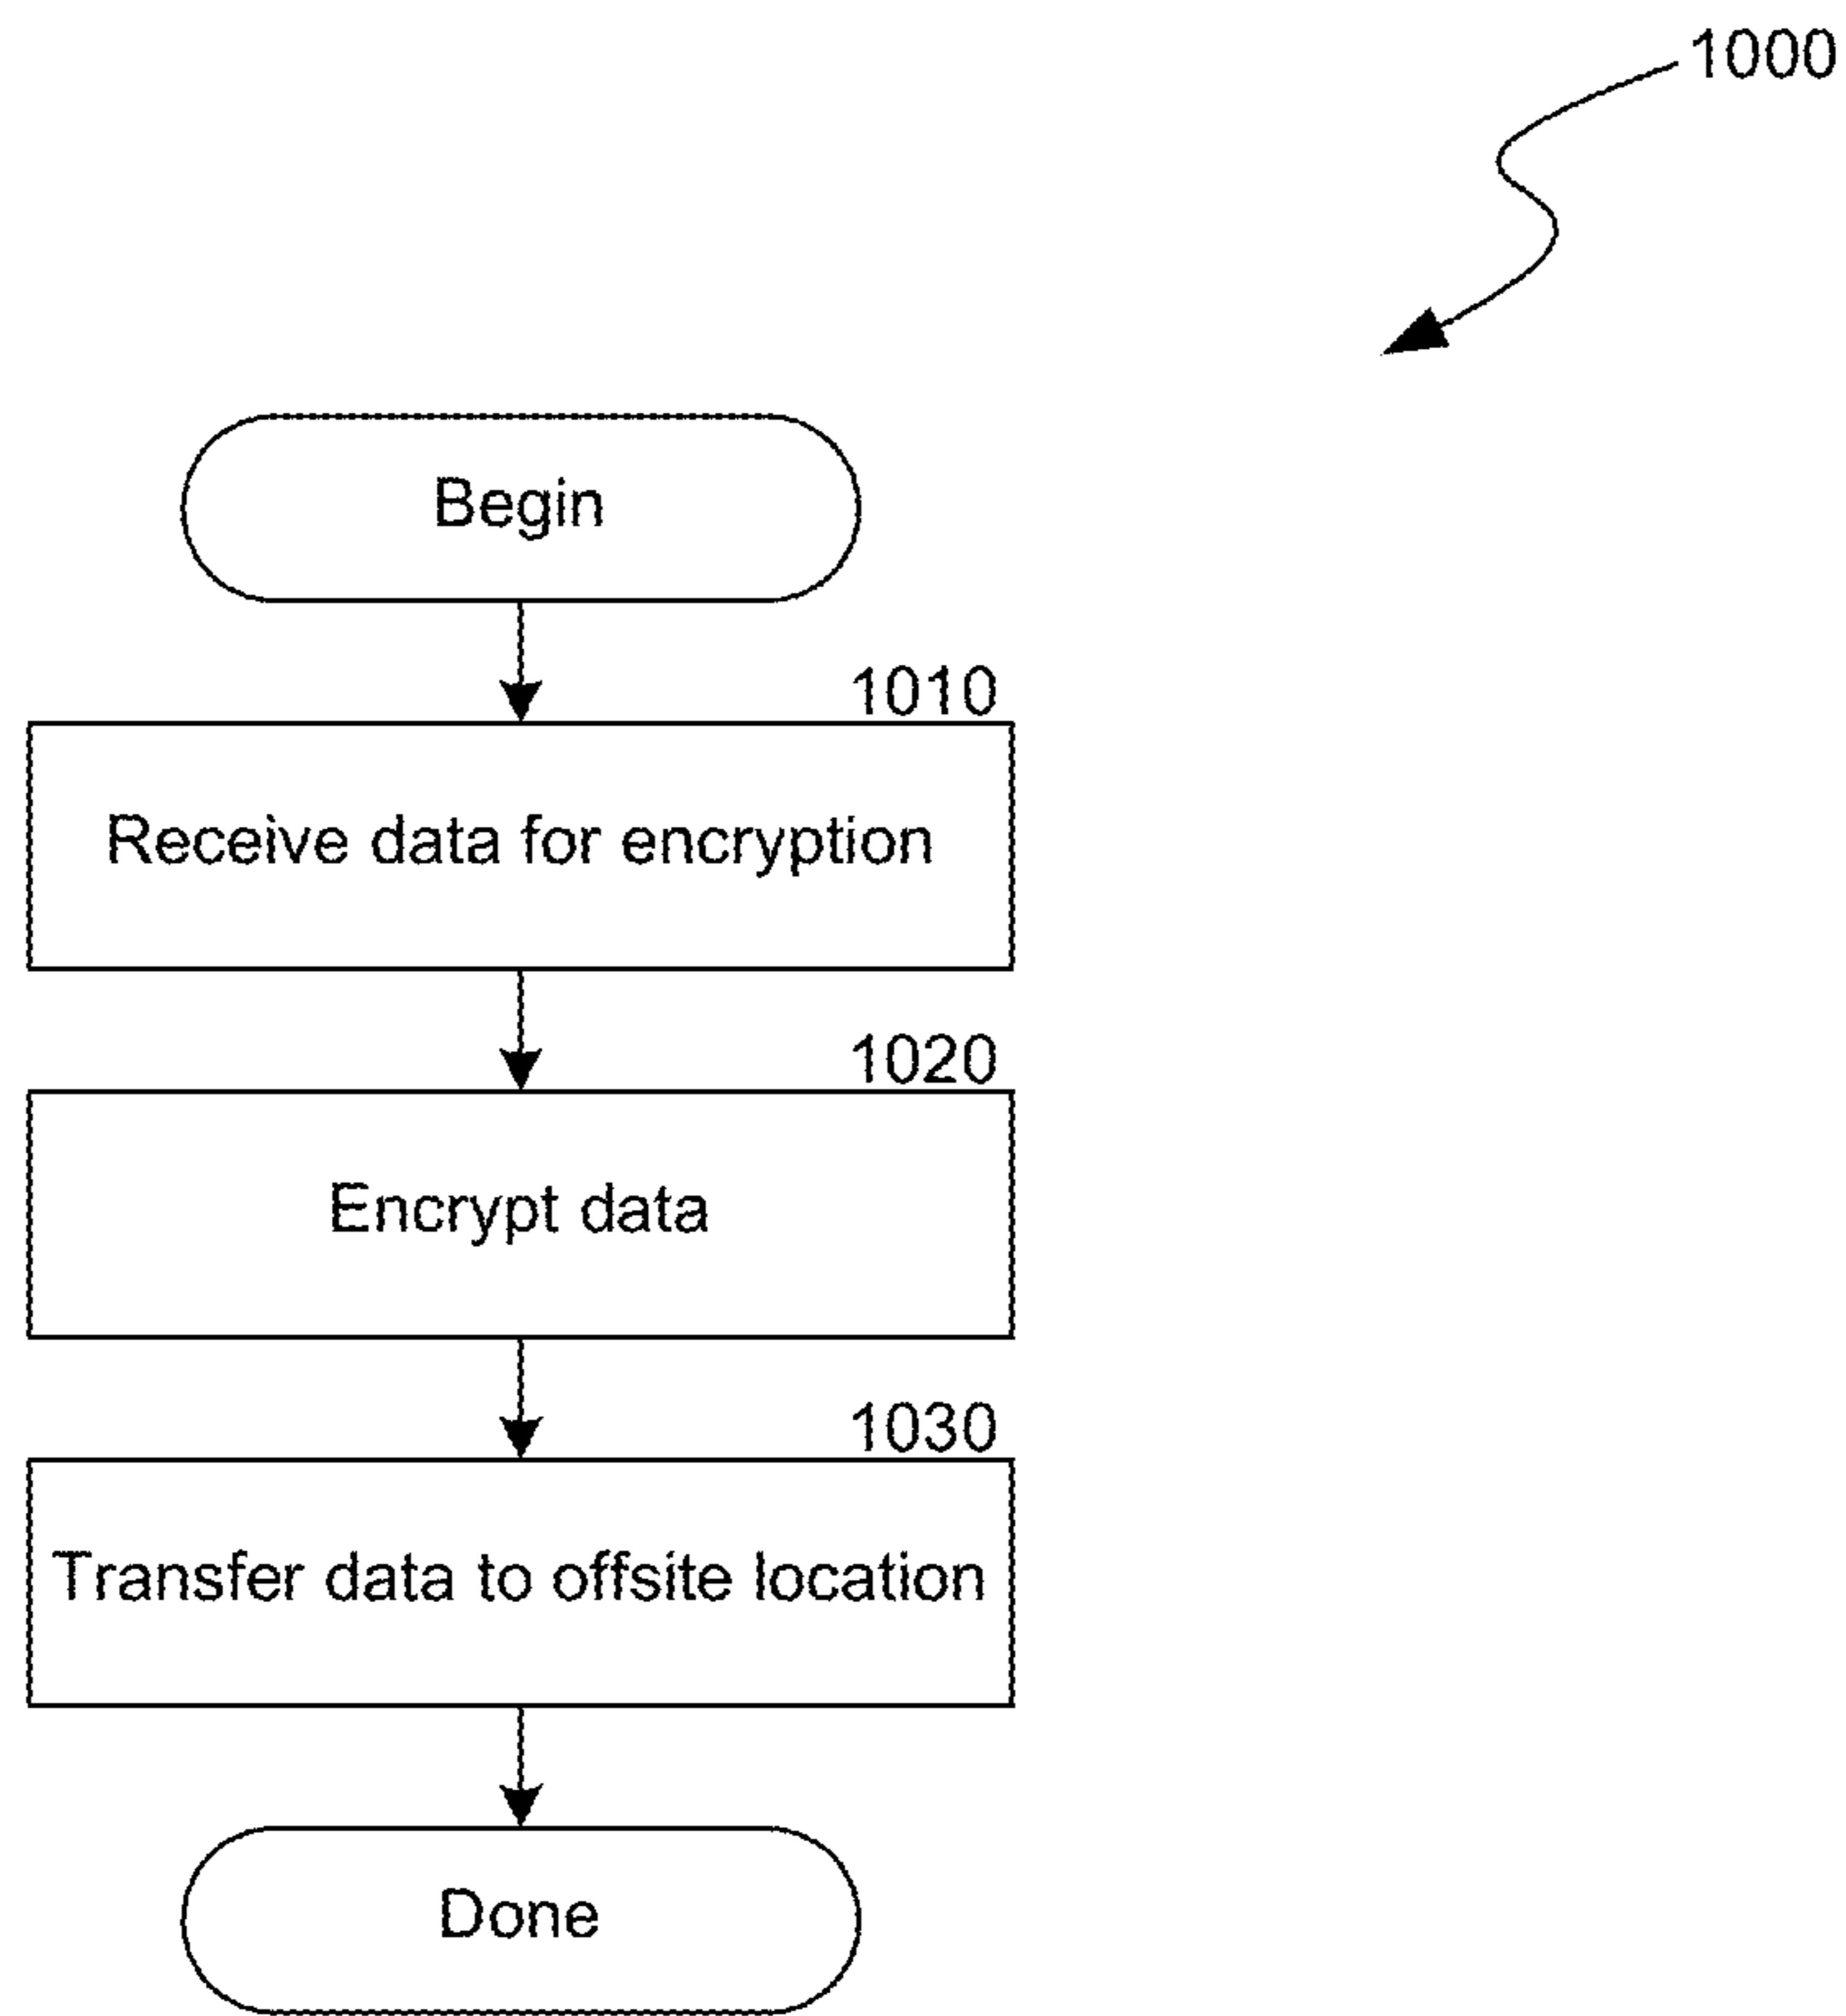 1000
Begin
1010
Receive data for encryption
1020
Encrypt data
1030
Transfer data to offsite location
Done